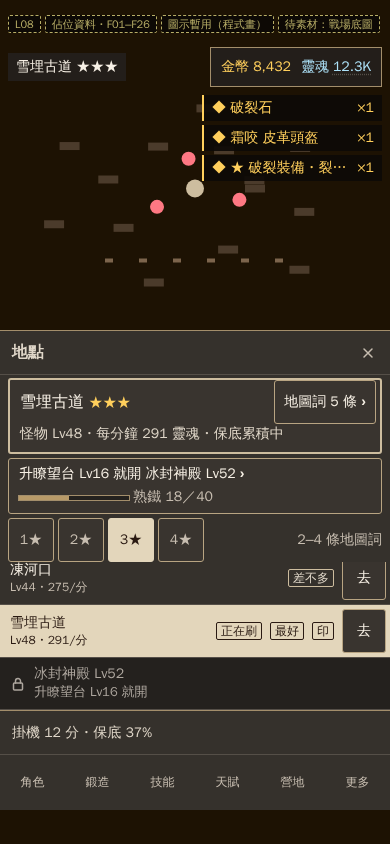 L08 佔位資料・F01–F26 圖示暫用（程式畫） 待素材：戰場底圖
雪埋古道 ★★★
金幣 8,432 靈魂 12.3K
◆ 破裂石 ×1
◆ 霜咬 皮革頭盔 ×1
◆ ★ 破裂裝備・裂⋯ ×1
地點 ×
雪埋古道 ★★★
地圖詞 5 條 ›
怪物 Lv48・每分鐘 291 靈魂・保底累積中
升瞭望台 Lv16 就開 冰封神殿 Lv52 ›
熟鐵 18／40
1★ 2★ 3★ 4★ 2–4 條地圖詞
凍河口
Lv44・275/分
差不多 去
雪埋古道
Lv48・291/分
正在刷 最好 印 去
冰封神殿 Lv52
升瞭望台 Lv16 就開
掛機 12 分・保底 37%
角色 鍛造 技能 天賦 營地 更多